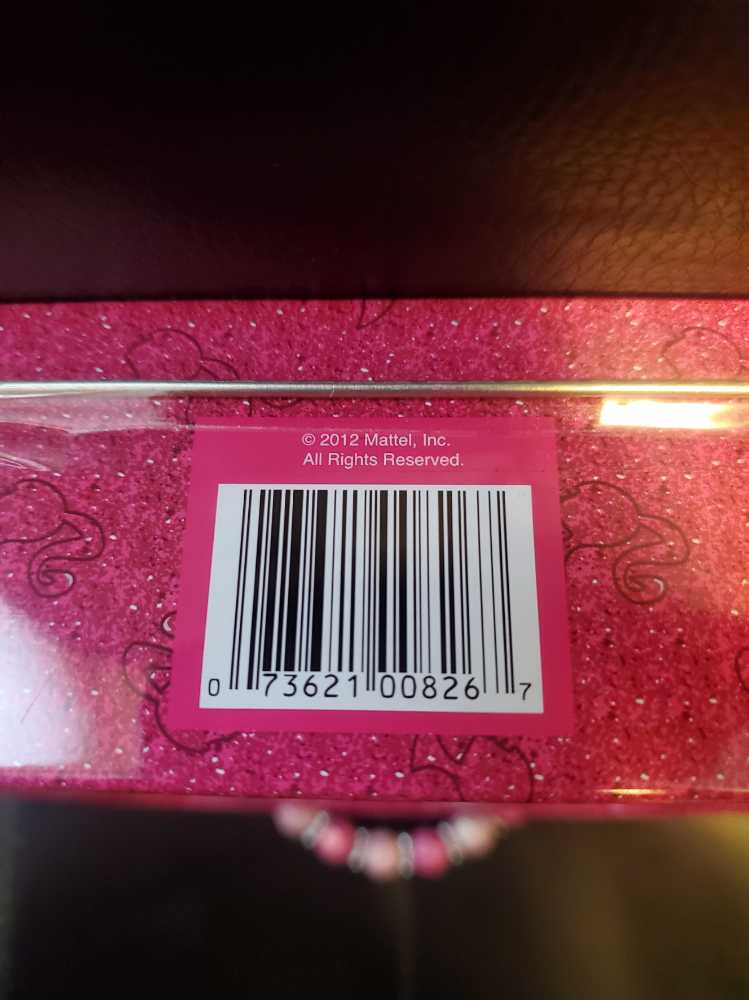 © 2012 Mattel, Inc.
All Rights Reserved.
0 73621 00826 7